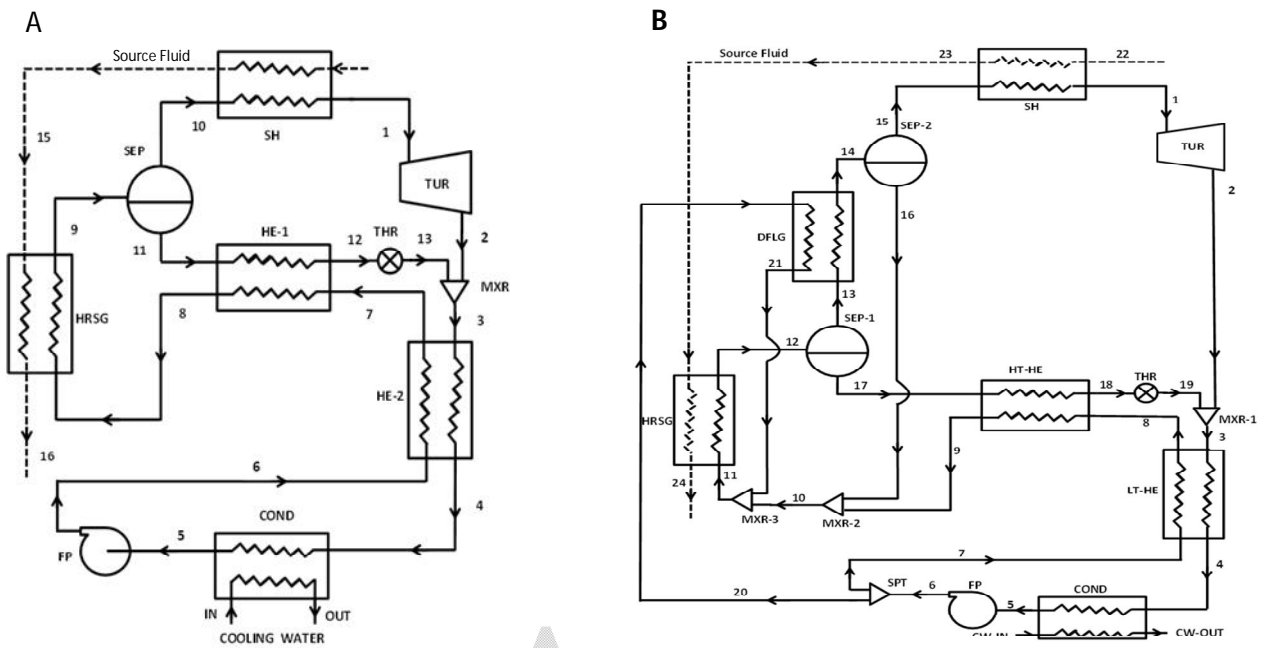 A
Source Fluid
15
10
SH
1
SEP
TUR
9
11
HE-1
12
THR
13
2
MXR
HRSG
8
7
3
HE-2
16
6
4
COND
FP
5
IN
OUT
COOLING WATER
B
Source Fluid
23
22
SH
1
15
SEP-2
TUR
14
2
DFLG
16
21
13
SEP-1
12
17
HT-HE
18
THR
19
HRSG
8
MXR-1
9
3
11
24
10
LT-HE
MXR-3
MXR-2
7
4
SPT
6
FP
COND
20
5
CW-IN
CW-OUT